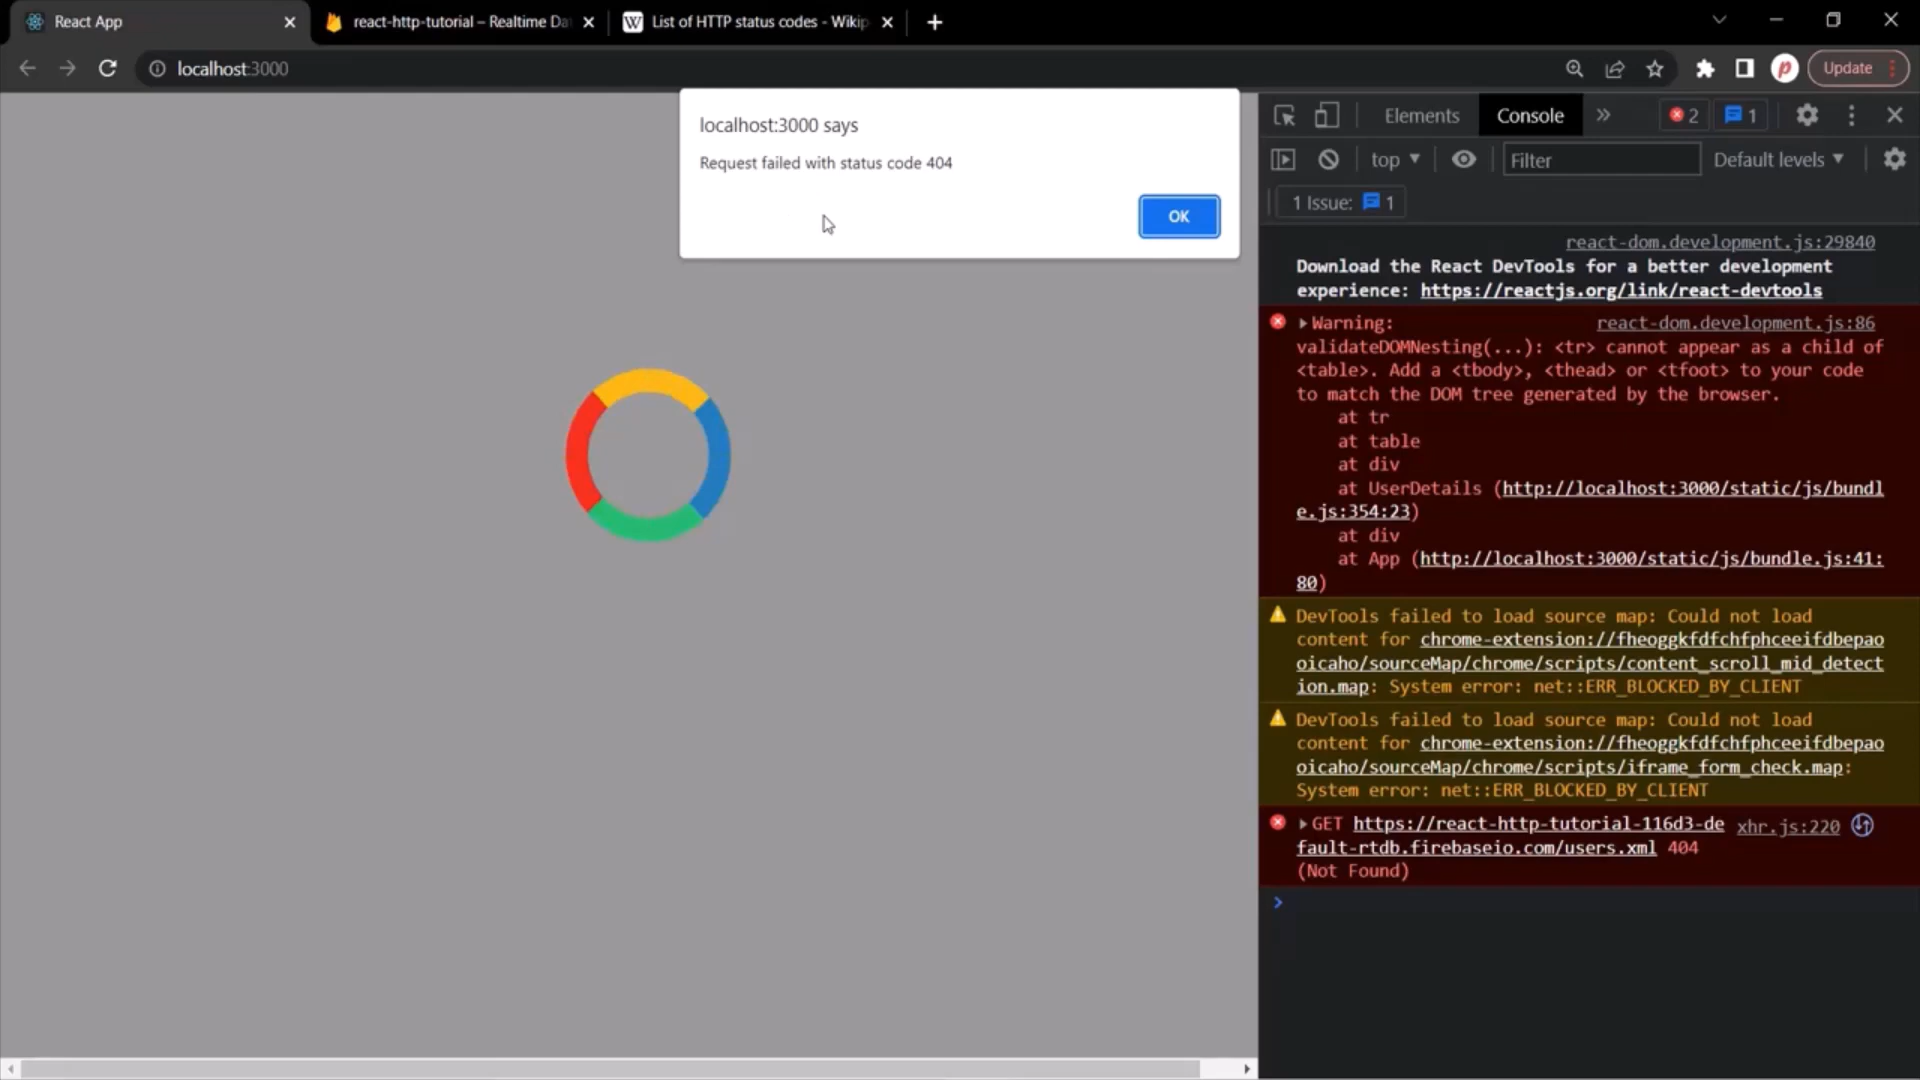 React App
react-http-tutorial – Realtime Da
List of HTTP status codes - Wikip
localhost:3000
Update
localhost:3000 says
Request failed with status code 404
OK
Elements
Console
2
1
top
Filter
Default levels
1 Issue:
1
react-dom.development.js:29840
Download the React DevTools for a better development
experience: https://reactjs.org/link/react-devtools
Warning:
react-dom.development.js:86
validateDOMNesting(...): <tr> cannot appear as a child of
<table>. Add a <tbody>, <thead> or <tfoot> to your code
to match the DOM tree generated by the browser.
at tr
at table
at div
at UserDetails (http://localhost:3000/static/js/bundl
e.js:354:23)
at div
at App (http://localhost:3000/static/js/bundle.js:41:
80)
DevTools failed to load source map: Could not load
content for chrome-extension://fheoggkfdfchfphceeifdbepao
oicaho/sourceMap/chrome/scripts/content_scroll_mid_detect
ion.map: System error: net::ERR_BLOCKED_BY_CLIENT
DevTools failed to load source map: Could not load
content for chrome-extension://fheoggkfdfchfphceeifdbepao
oicaho/sourceMap/chrome/scripts/iframe_form_check.map:
System error: net::ERR_BLOCKED_BY_CLIENT
GET https://react-http-tutorial-116d3-de
xhr.js:220
fault-rtdb.firebaseio.com/users.xml 404
(Not Found)